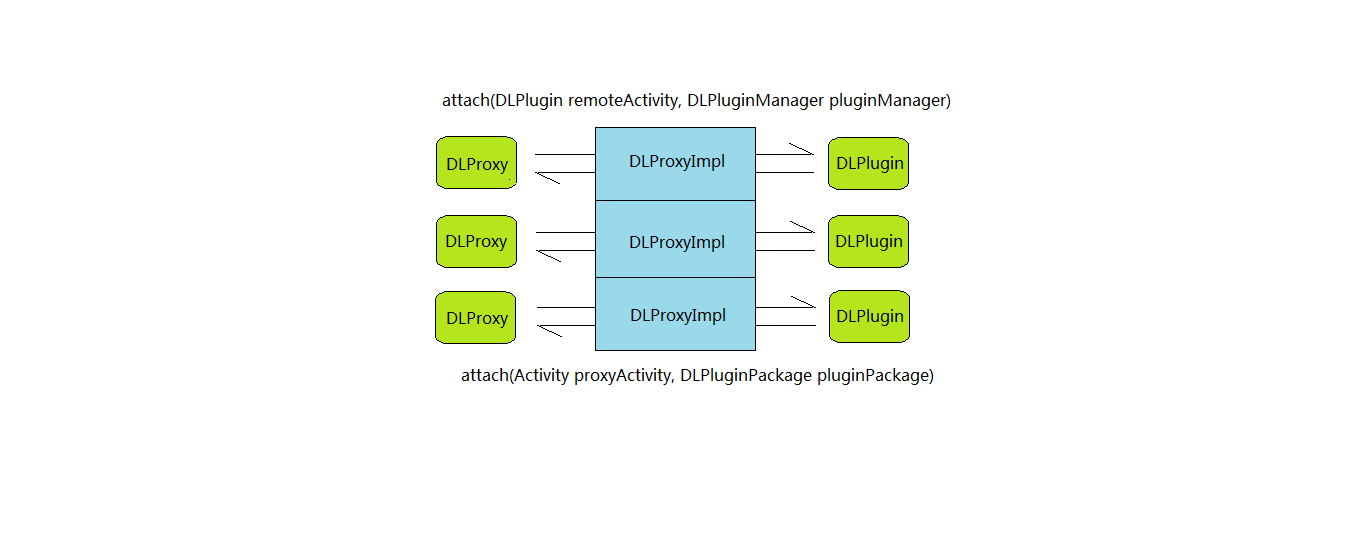 attach(DLPlugin remoteActivity, DLPluginManager pluginManager)
DLProxy DLProxyImpl DLPlugin
DLProxy DLProxyImpl DLPlugin
DLProxy DLProxyImpl DLPlugin
attach(Activity proxyActivity, DLPluginPackage pluginPackage)